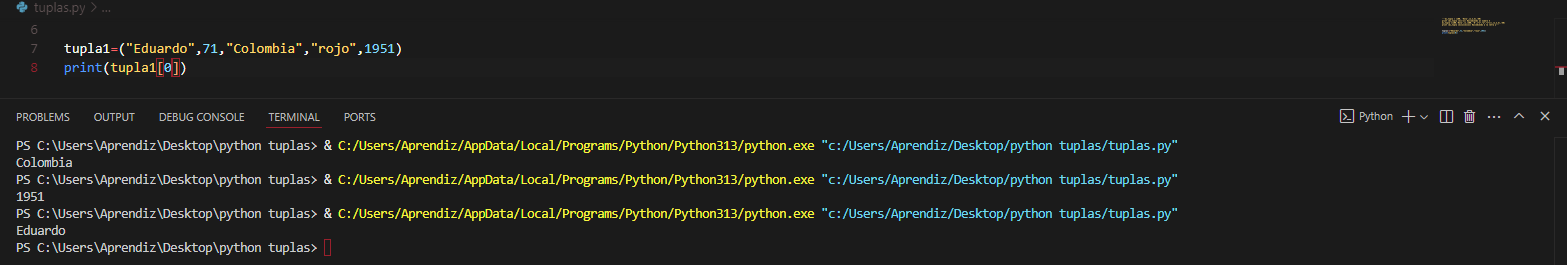 tuplas.py > ...
6
7 tupla1=("Eduardo",71,"Colombia","rojo",1951)
8 print(tupla1[0])
PROBLEMS OUTPUT DEBUG CONSOLE TERMINAL PORTS Python
PS C:\Users\Aprendiz\Desktop\python tuplas> & C:/Users/Aprendiz/AppData/Local/Programs/Python/Python313/python.exe "c:/Users/Aprendiz/Desktop/python tuplas/tuplas.py"
Colombia
PS C:\Users\Aprendiz\Desktop\python tuplas> & C:/Users/Aprendiz/AppData/Local/Programs/Python/Python313/python.exe "c:/Users/Aprendiz/Desktop/python tuplas/tuplas.py"
1951
PS C:\Users\Aprendiz\Desktop\python tuplas> & C:/Users/Aprendiz/AppData/Local/Programs/Python/Python313/python.exe "c:/Users/Aprendiz/Desktop/python tuplas/tuplas.py"
Eduardo
PS C:\Users\Aprendiz\Desktop\python tuplas>